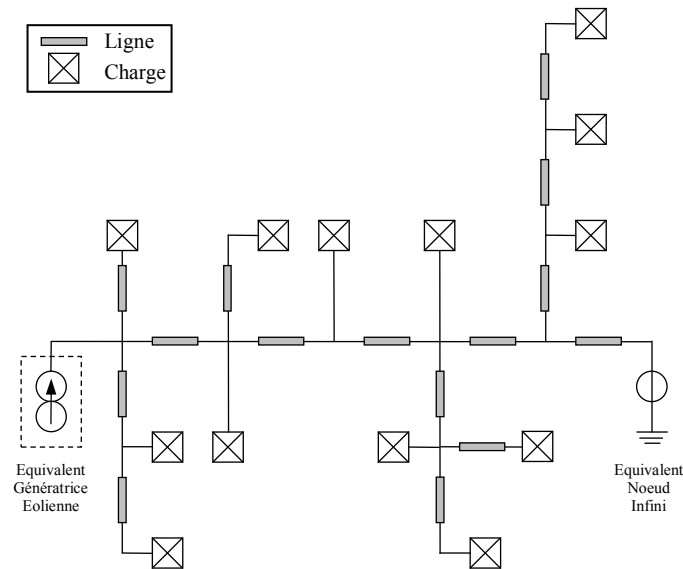 Ligne
Charge
Equivalent
Génératrice
Eolienne
Equivalent
Noeud
Infini